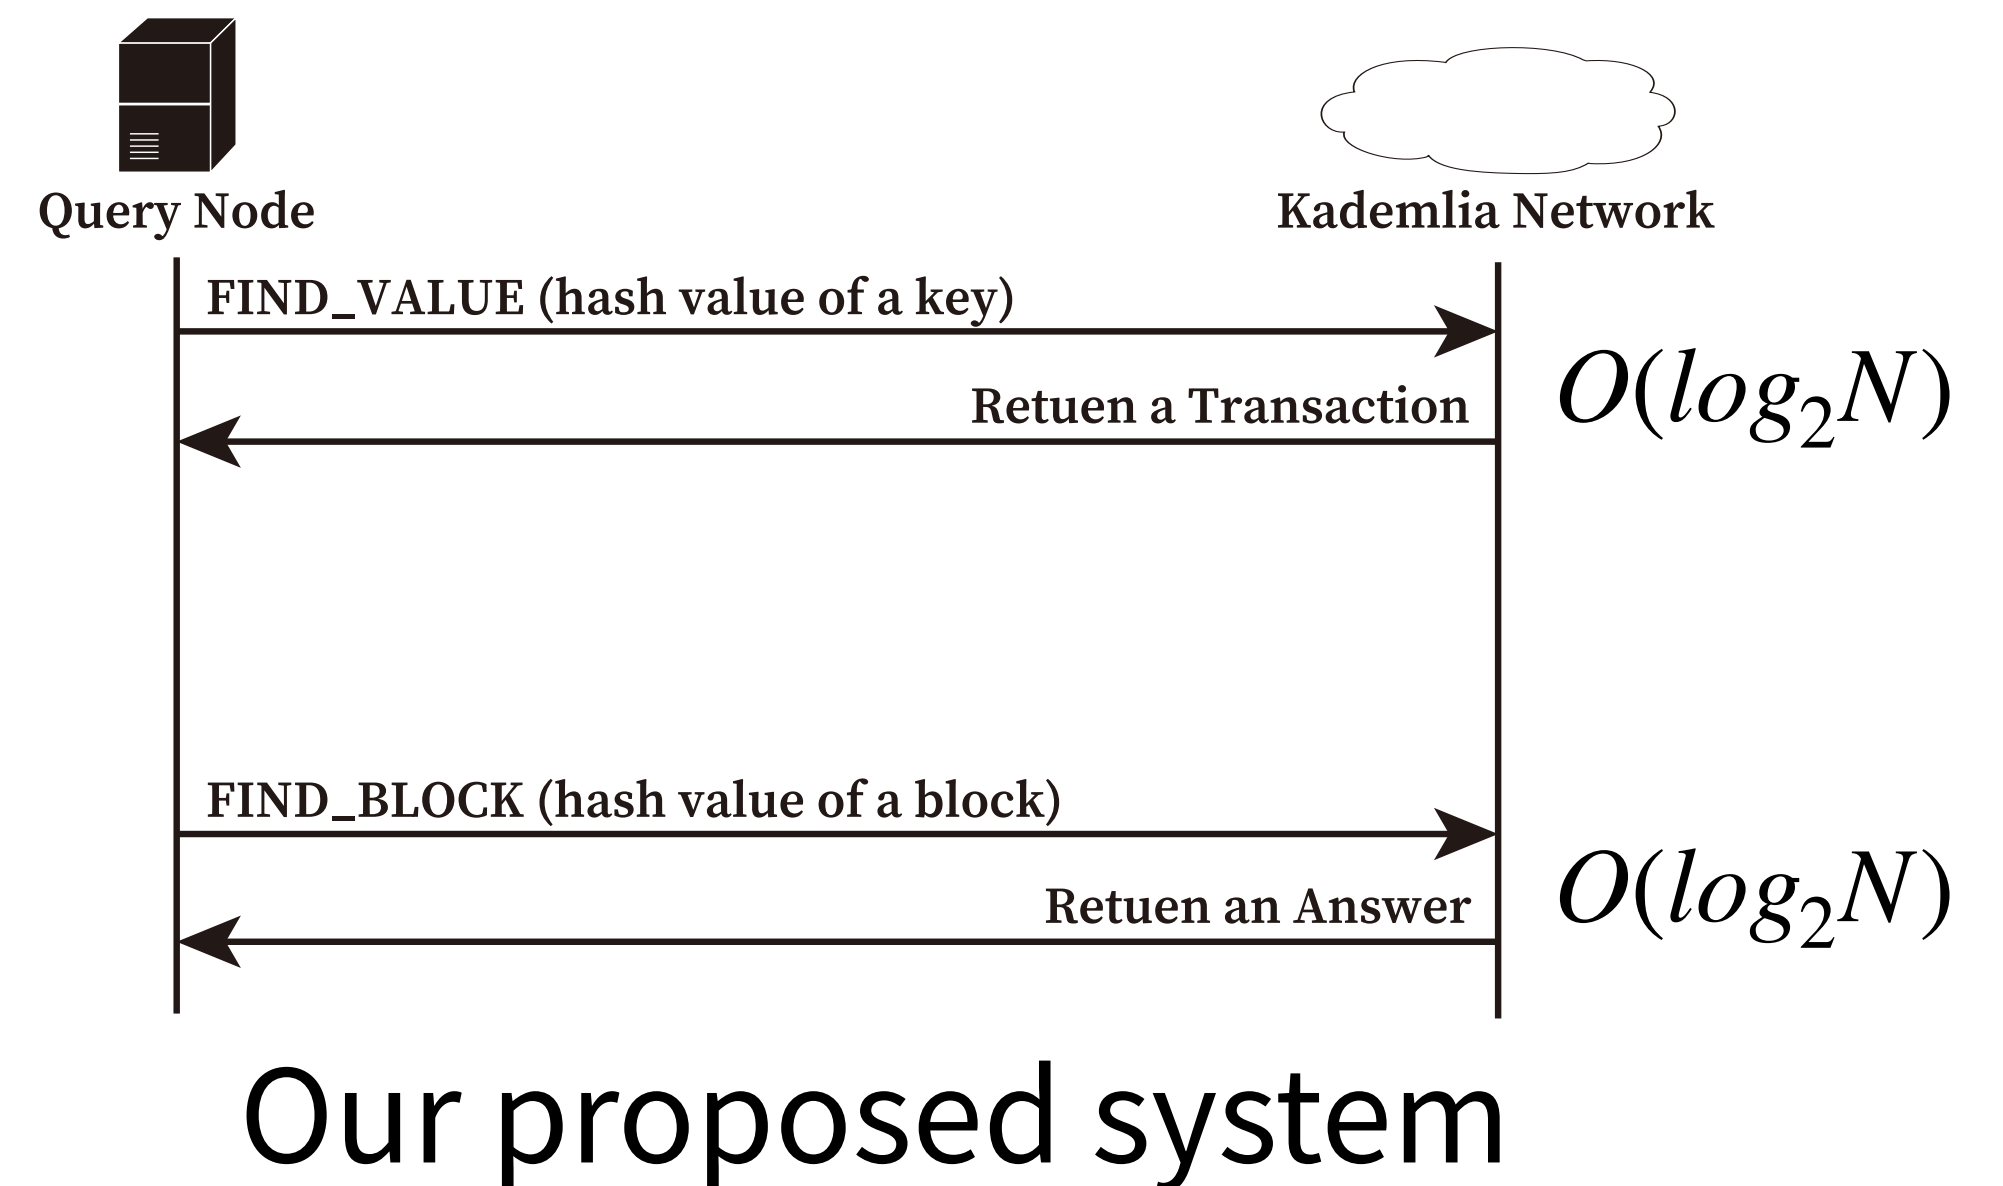 Query Node
Kademlia Network
FIND_VALUE (hash value of a key)
Retuen a Transaction
O(log₂N)
FIND_BLOCK (hash value of a block)
Retuen an Answer
O(log₂N)
Our proposed system